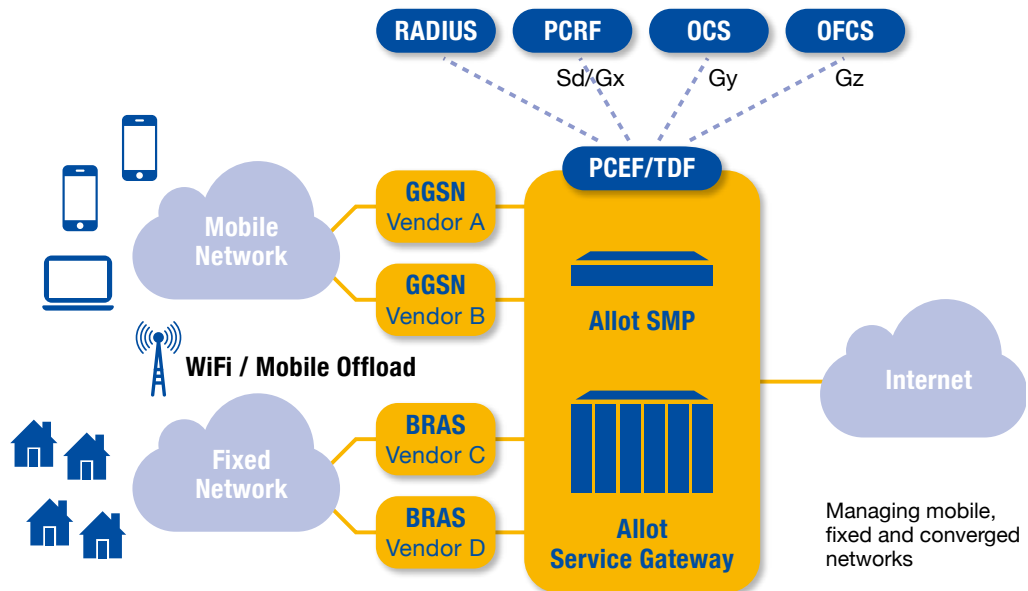 RADIUS
PCRF
OCS
OFCS
Sd/Gx
Gy
Gz
PCEF/TDF
GGSN
Vendor A
Mobile
Network
GGSN
Vendor B
Allot SMP
WiFi / Mobile Offload
Internet
BRAS
Vendor C
Fixed
Network
BRAS
Vendor D
Allot
Service Gateway
Managing mobile,
fixed and converged
networks